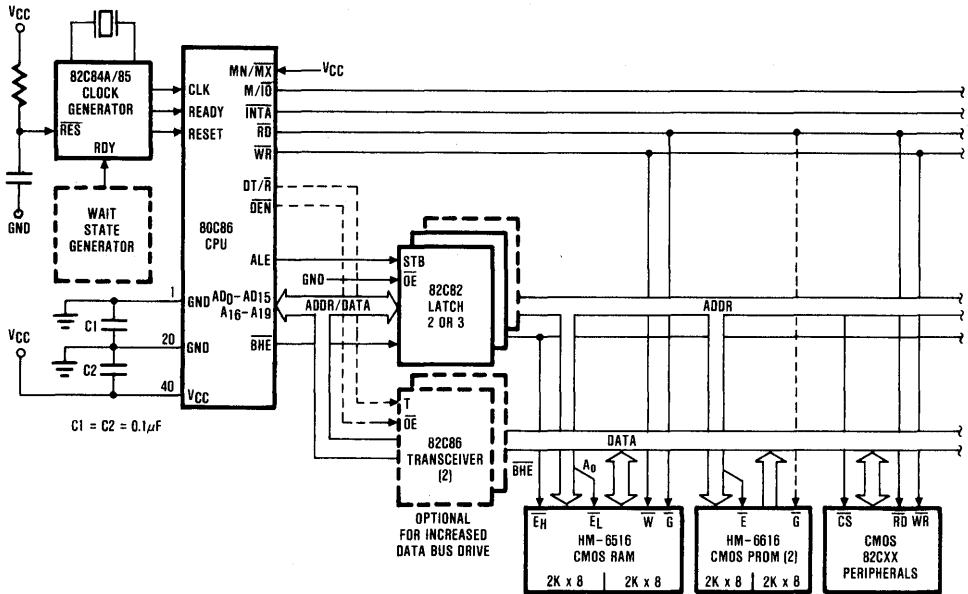 VCC
82C84A/85
CLOCK
GENERATOR
RES
RDY
GND
WAIT
STATE
GENERATOR
CLK
READY
RESET
80C86
CPU
MN/MX
VCC
M/IO
INTA
RD
WR
DT/R
DEN
ALE
AD0-AD15
A16-A19
BHE
ADDR/DATA
1
GND
C1
20
GND
C2
VCC
40
VCC
C1 = C2 = 0.1μF
STB
GND
OE
82C82
LATCH
2 OR 3
T
OE
82C86
TRANSCEIVER
(2)
OPTIONAL
FOR INCREASED
DATA BUS DRIVE
ADDR
DATA
BHE
A0
EH
EL
W
G
HM-6516
CMOS RAM
2K x 8
2K x 8
E
G
HM-6616
CMOS PROM (2)
2K x 8
2K x 8
CS
RD
WR
CMOS
82CXX
PERIPHERALS